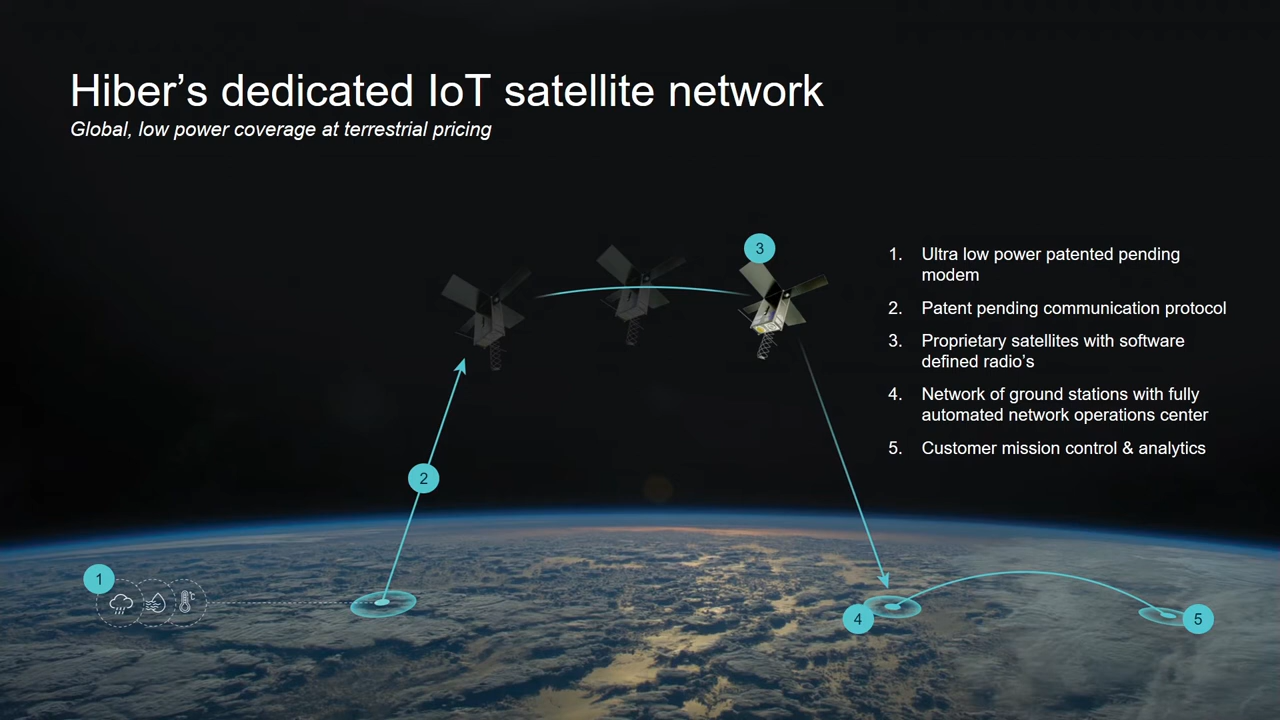 Hiber’s dedicated IoT satellite network
Global, low power coverage at terrestrial pricing
3
1. Ultra low power patented pending
modem
2. Patent pending communication protocol
3. Proprietary satellites with software
defined radio’s
4. Network of ground stations with fully
automated network operations center
5. Customer mission control & analytics
2
1
°C
4
5